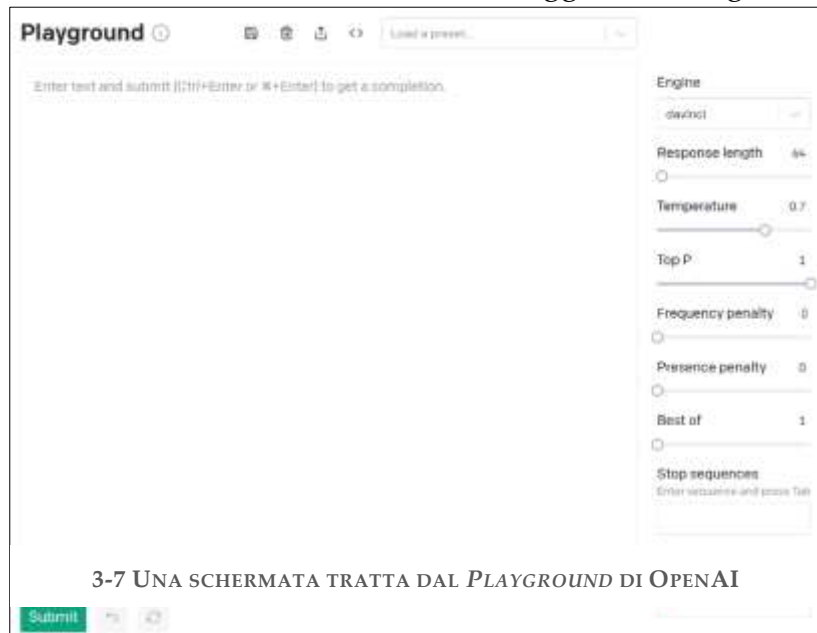 Playground
Load a preset...
Enter text and submit (Ctrl+Enter or ⌘+Enter) to get a completion.
Engine
davinci
Response length 64
Temperature 0.7
Top P 1
Frequency penalty 0
Presence penalty 0
Best of 1
Stop sequences
Enter sequence and press Tab
3-7 UNA SCHERMATA TRATTA DAL PLAYGROUND DI OPENAI
Submit